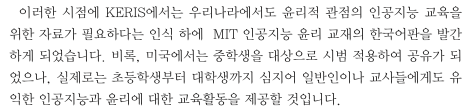 이러한 시점에 KERIS에서는 우리나라에서도 윤리적 관점의 인공지능 교육을
위한 자료가 필요하다는 인식 하에  MIT 인공지능 윤리 교재의 한국어판을 발간
하게 되었습니다. 비록, 미국에서는 중학생을 대상으로 시범 적용하여 공유가 되
었으나, 실제로는 초등학생부터 대학생까지 심지어 일반인이나 교사들에게도 유
익한 인공지능과 윤리에 대한 교육활동을 제공할 것입니다.